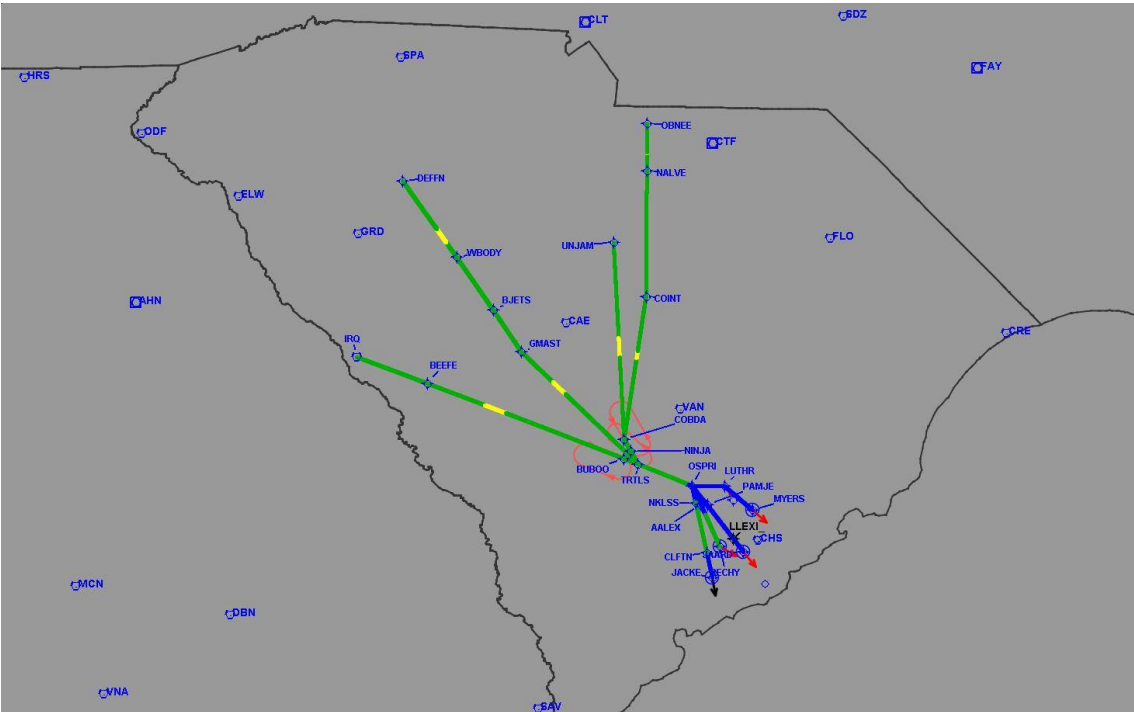 SDZ
CLT
SPA
FAY
HRS
OBNEE
ODF
CTF
NALVE
DEFFN
ELW
GRD
FLO
UNJAM
WBODY
COINT
AHN
BJETS
CAE
CRE
IRQ
GMAST
BEEFE
VAN
COBDA
NINJA
BUBOO
OSPRI
TRTLS
LUTHR
PAMJE
NKLSS
MYERS
AALEX
LLEXI
CHS
CLFTN
JACKE
MCN
DBN
VNA
SAV